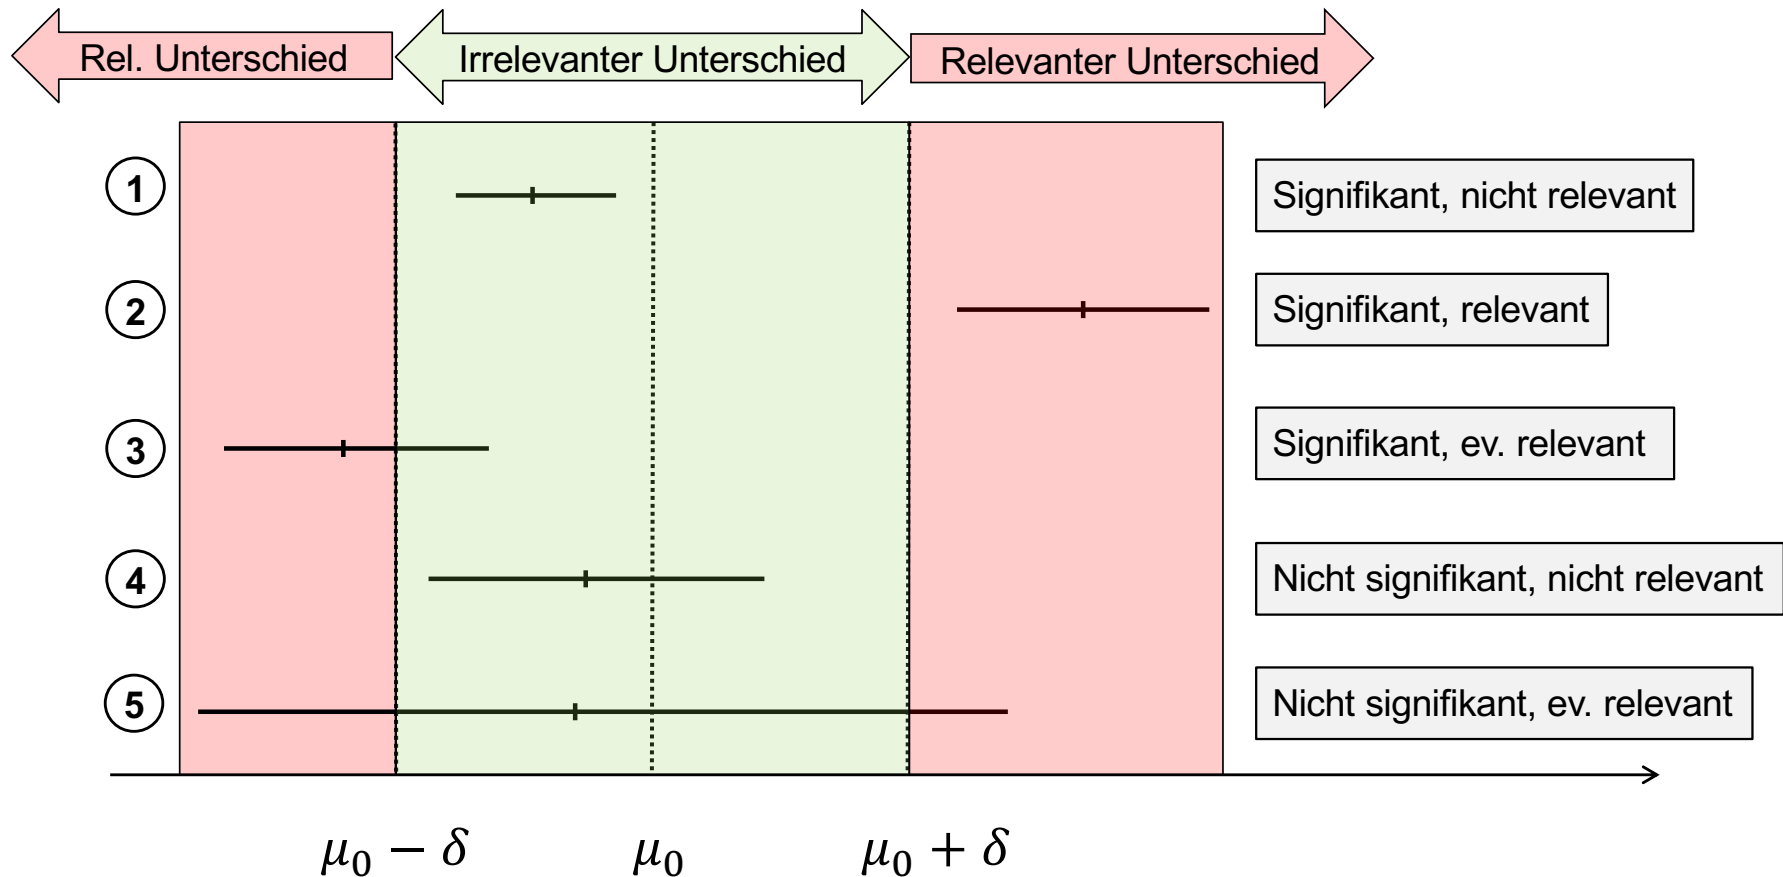 Rel. Unterschied
Irrelevanter Unterschied
Relevanter Unterschied
1
Signifikant, nicht relevant
2
Signifikant, relevant
3
Signifikant, ev. relevant
4
Nicht signifikant, nicht relevant
5
Nicht signifikant, ev. relevant
μ₀ − δ
μ₀
μ₀ + δ